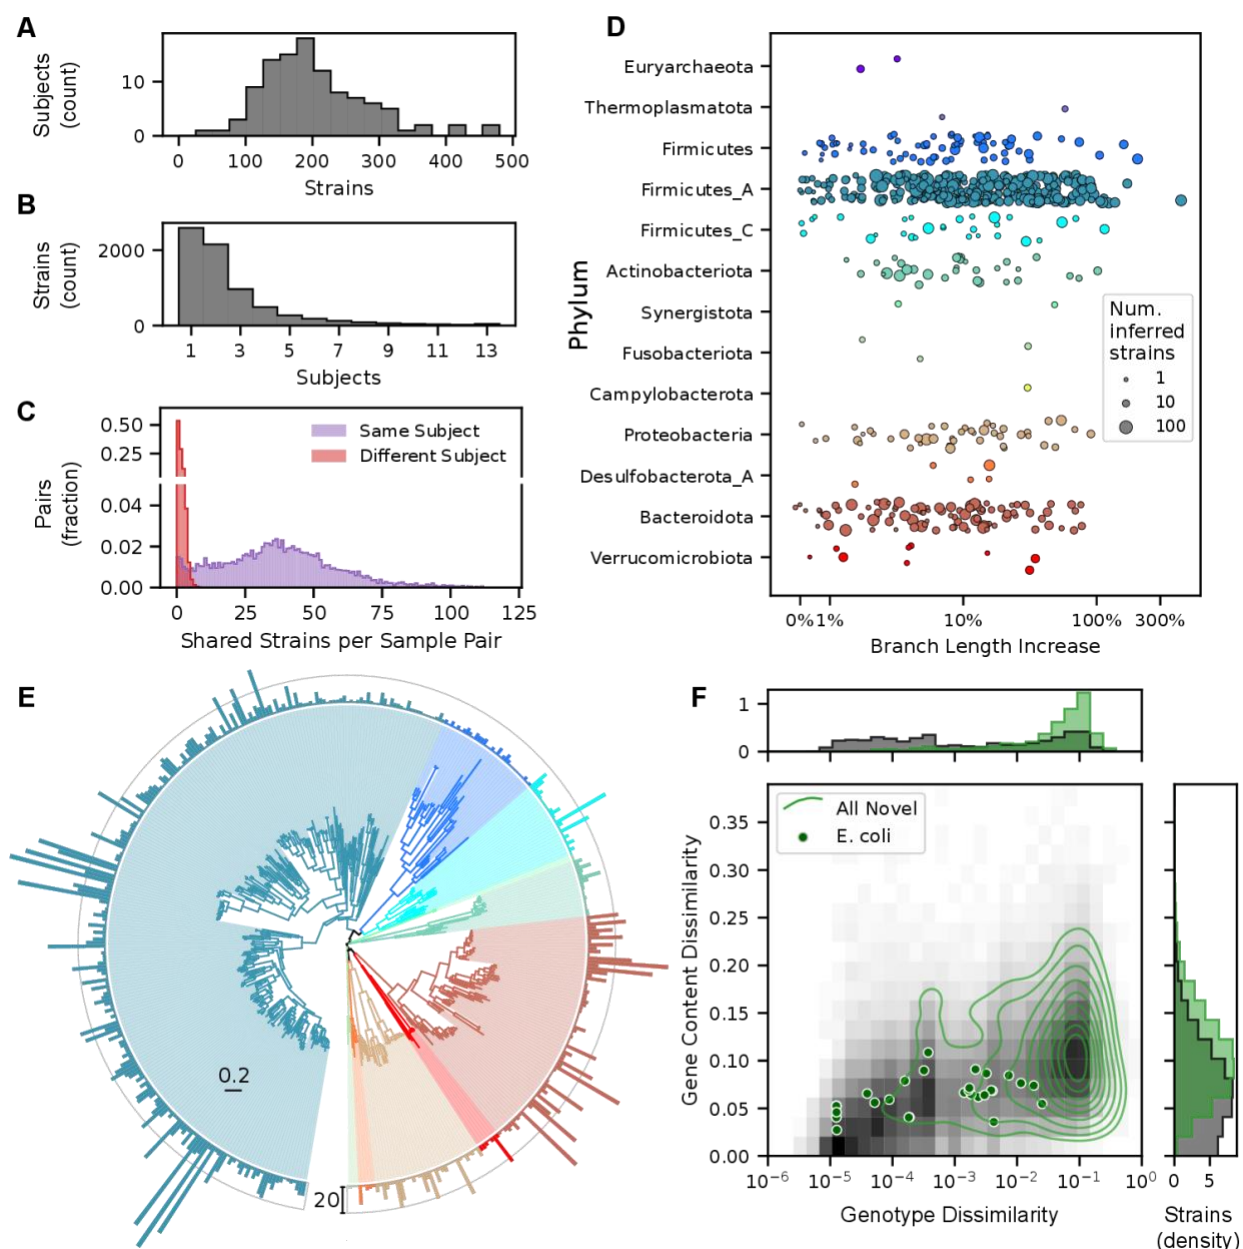 A
Subjects
(count)
10
0
0 100 200 300 400 500
Strains
B
Strains
(count)
2000
0
1 3 5 7 9 11 13
Subjects
C
Pairs
(fraction)
0.50
0.25
0.04
0.02
0.00
Same Subject
Different Subject
0 25 50 75 100 125
Shared Strains per Sample Pair
D
Phylum
Euryarchaeota
Thermoplasmatota
Firmicutes
Firmicutes_A
Firmicutes_C
Actinobacteriota
Synergistota
Fusobacteriota
Campylobacterota
Proteobacteria
Desulfobacterota_A
Bacteroidota
Verrucomicrobiota
Num.
inferred
strains
1
10
100
0% 1% 10% 100% 300%
Branch Length Increase
E
0.2
20
F
1
0
All Novel
E. coli
Gene Content Dissimilarity
0.35
0.30
0.25
0.20
0.15
0.10
0.05
0.00
10⁻⁶ 10⁻⁵ 10⁻⁴ 10⁻³ 10⁻² 10⁻¹ 10⁰
Genotype Dissimilarity
0 5
Strains
(density)